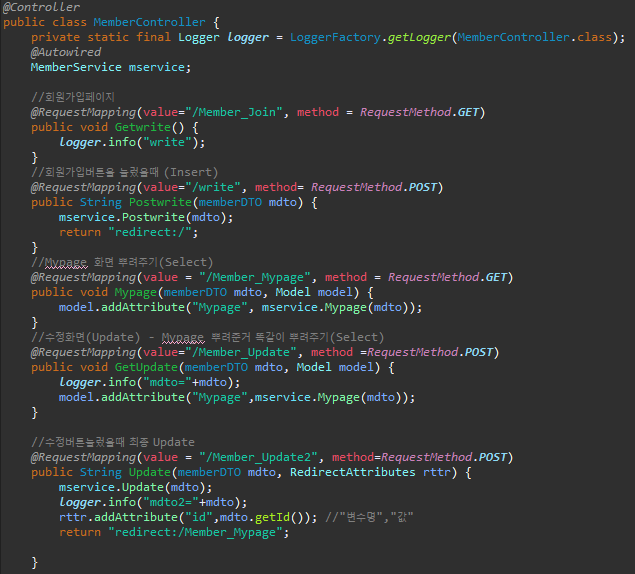 @Controller
public class MemberController {
    private static final Logger logger = LoggerFactory.getLogger(MemberController.class);
    @Autowired
    MemberService mservice;

    //회원가입페이지
    @RequestMapping(value="/Member_Join", method = RequestMethod.GET)
    public void Getwrite() {
        logger.info("write");
    }
    //회원가입버튼을 눌렀을때 (Insert)
    @RequestMapping(value="/write", method= RequestMethod.POST)
    public String Postwrite(memberDTO mdto) {
        mservice.Postwrite(mdto);
        return "redirect:/";
    }
    //Mypage 화면 뿌려주기(Select)
    @RequestMapping(value = "/Member_Mypage", method = RequestMethod.GET)
    public void Mypage(memberDTO mdto, Model model) {
        model.addAttribute("Mypage", mservice.Mypage(mdto));
    }
    //수정화면(Update) - Mypage 뿌려준거 똑같이 뿌려주기(Select)
    @RequestMapping(value="/Member_Update", method =RequestMethod.POST)
    public void GetUpdate(memberDTO mdto, Model model) {
        logger.info("mdto="+mdto);
        model.addAttribute("Mypage",mservice.Mypage(mdto));
    }

    //수정버튼눌렀을때 최종 Update
    @RequestMapping(value = "/Member_Update2", method=RequestMethod.POST)
    public String Update(memberDTO mdto, RedirectAttributes rttr) {
        mservice.Update(mdto);
        logger.info("mdto2="+mdto);
        rttr.addAttribute("id",mdto.getId()); //"변수명","값"
        return "redirect:/Member_Mypage";

    }